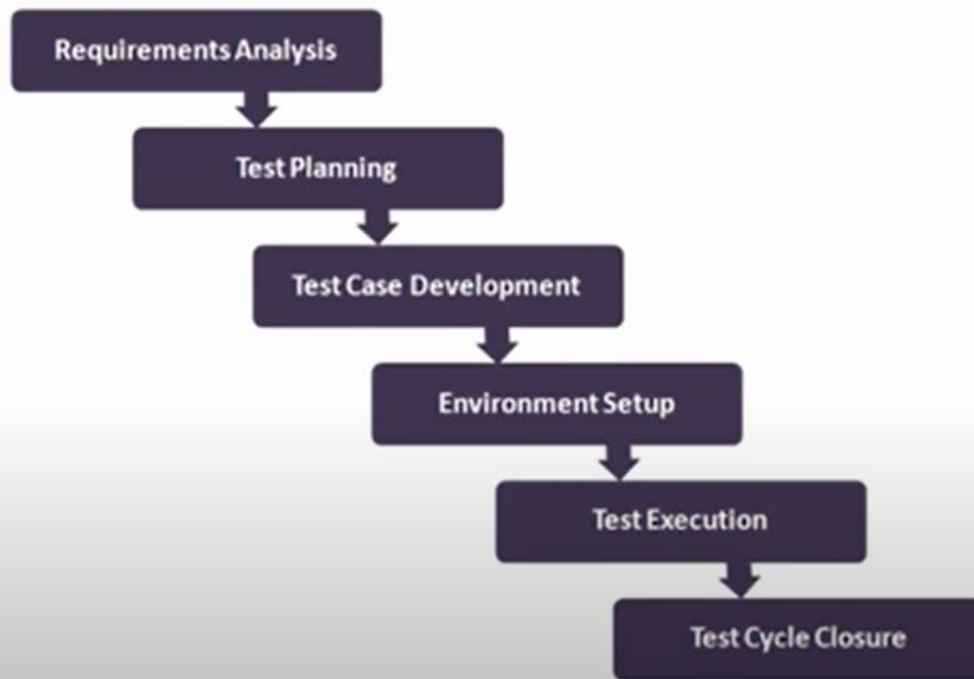 Requirements Analysis
Test Planning
Test Case Development
Environment Setup
Test Execution
Test Cycle Closure